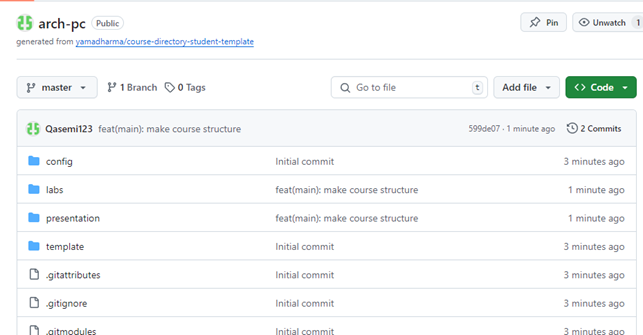 arch-pc Public Pin Unwatch 1
generated from yamadharma/course-directory-student-template
master 1 Branch 0 Tags Go to file t Add file Code
Qasemi123 feat(main): make course structure 599de07 · 1 minute ago 2 Commits
config Initial commit 3 minutes ago
labs feat(main): make course structure 1 minute ago
presentation feat(main): make course structure 1 minute ago
template Initial commit 3 minutes ago
.gitattributes Initial commit 3 minutes ago
.gitignore Initial commit 3 minutes ago
.gitmodules Initial commit 3 minutes ago